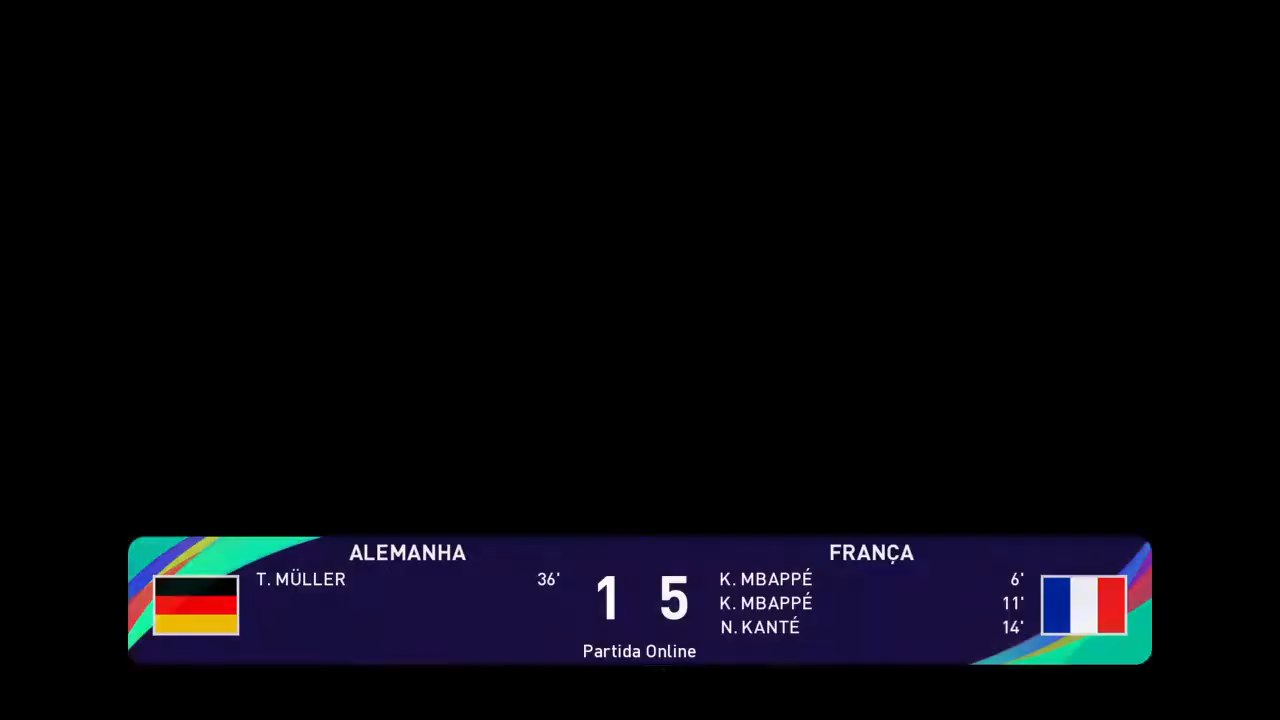 ALEMANHA
T. MÜLLER 36'
1 5
FRANÇA
K. MBAPPÉ 6'
K. MBAPPÉ 11'
N. KANTÉ 14'
Partida Online